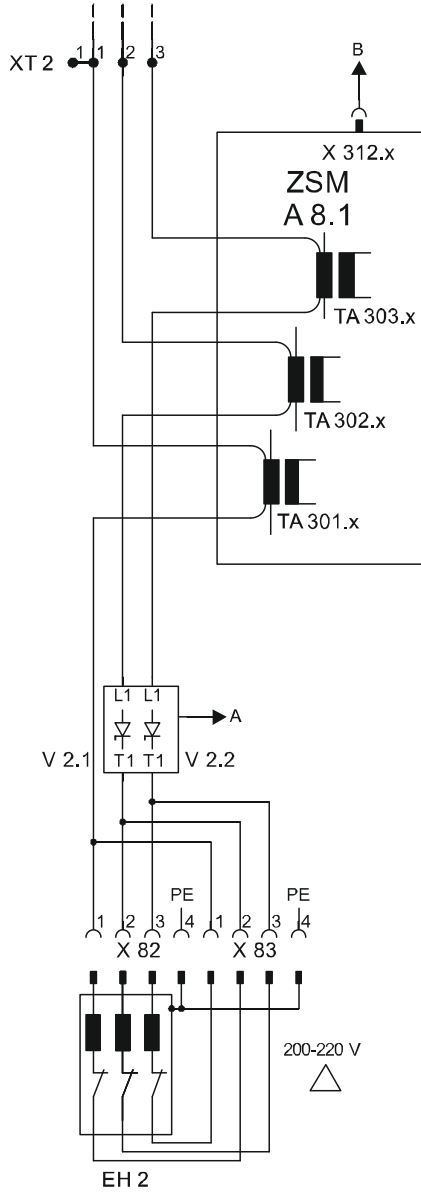 XT 2 1 1 2 3
B
X 312.x
ZSM
A 8.1
TA 303.x
TA 302.x
TA 301.x
L1 L1
A
V 2.1 T1 T1 V 2.2
PE PE
1 2 3 4 1 2 3 4
X 82 X 83
200-220 V
EH 2